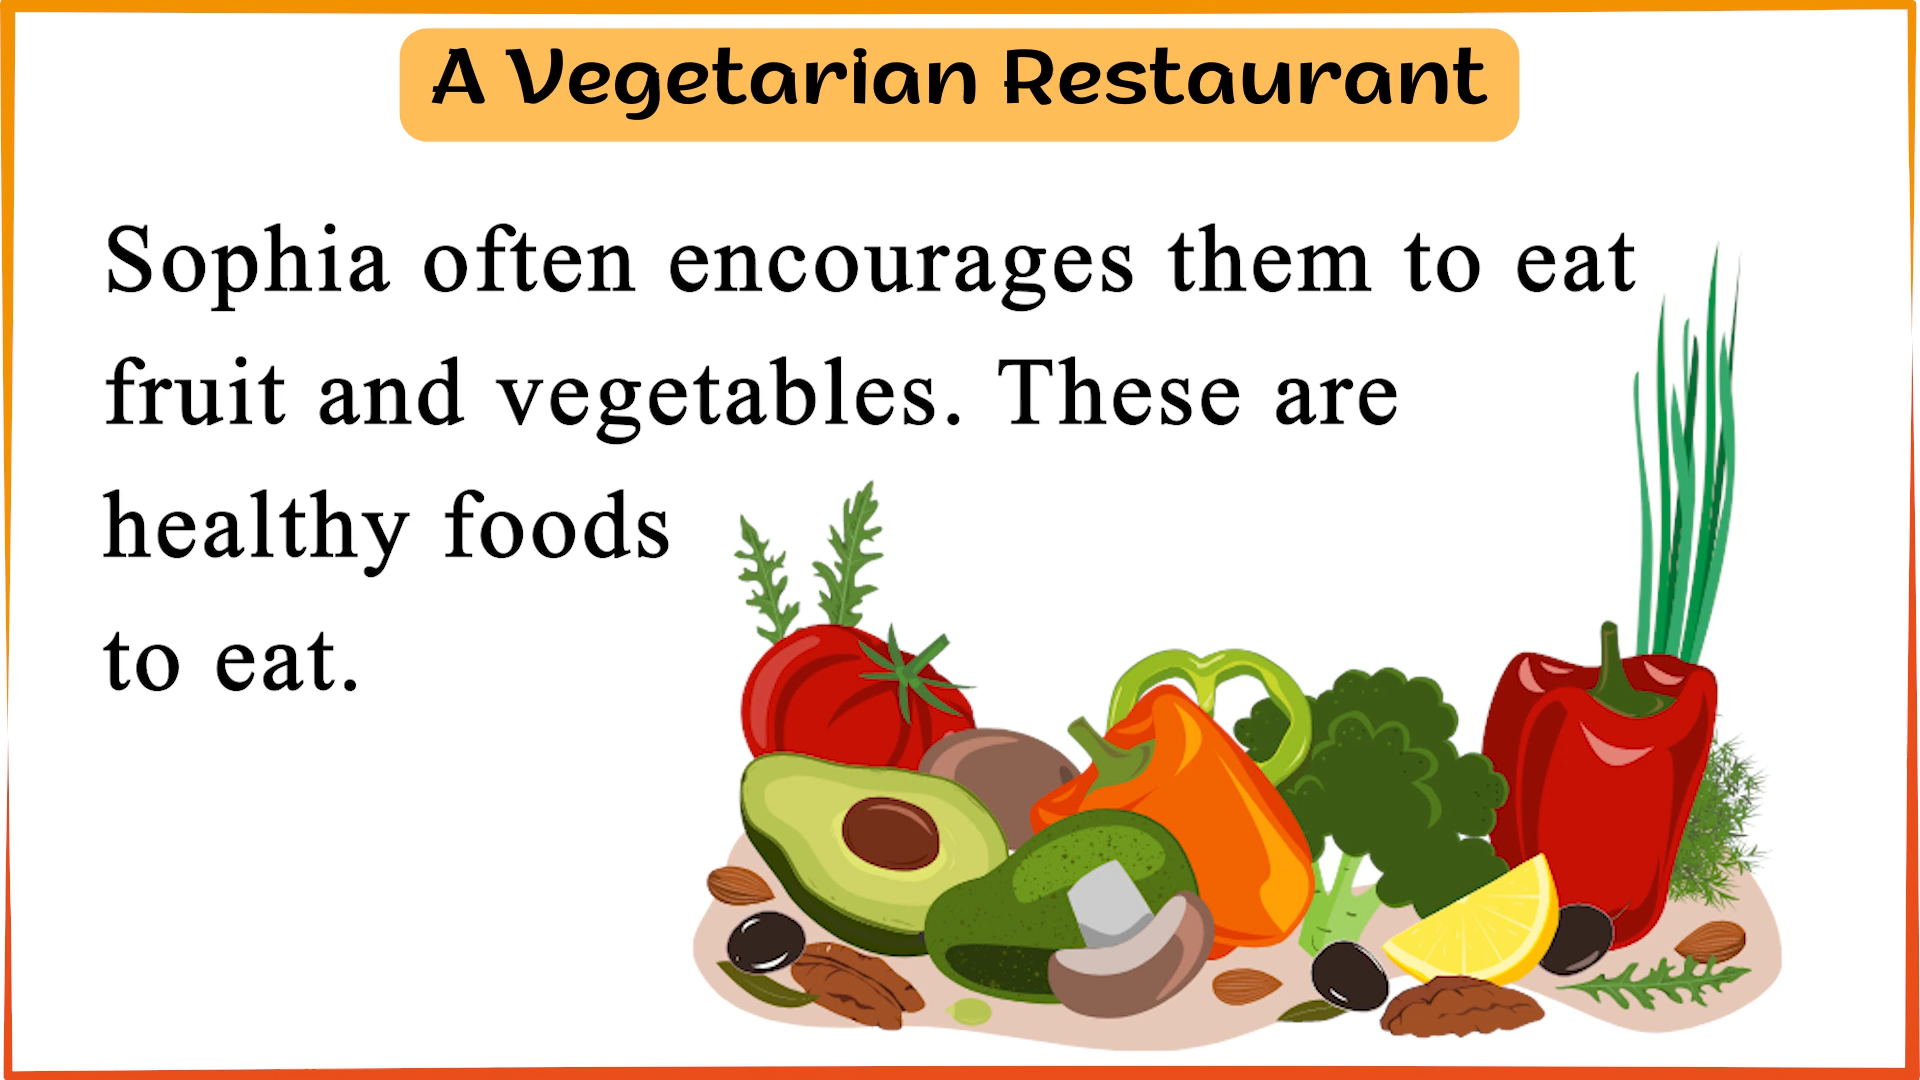 A Vegetarian Restaurant
Sophia often encourages them to eat
fruit and vegetables. These are
healthy foods
to eat.